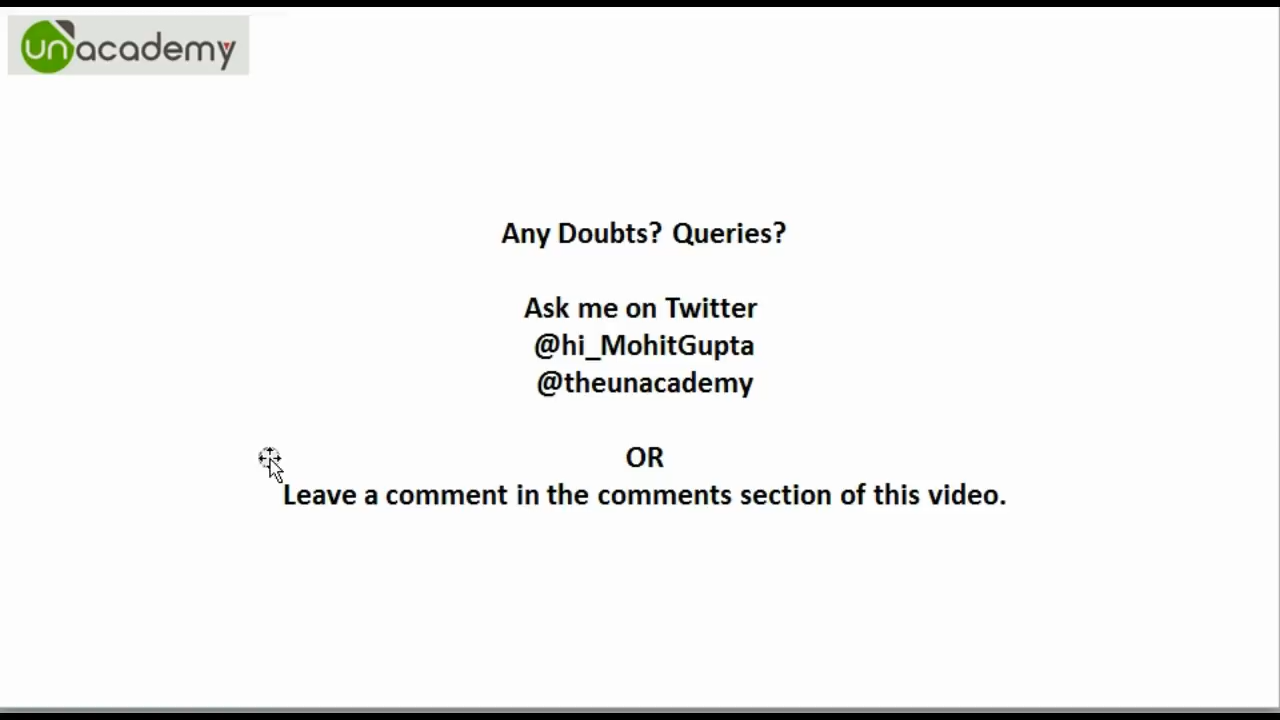 unacademy
Any Doubts? Queries?
Ask me on Twitter
@hi_MohitGupta
@theunacademy
OR
Leave a comment in the comments section of this video.